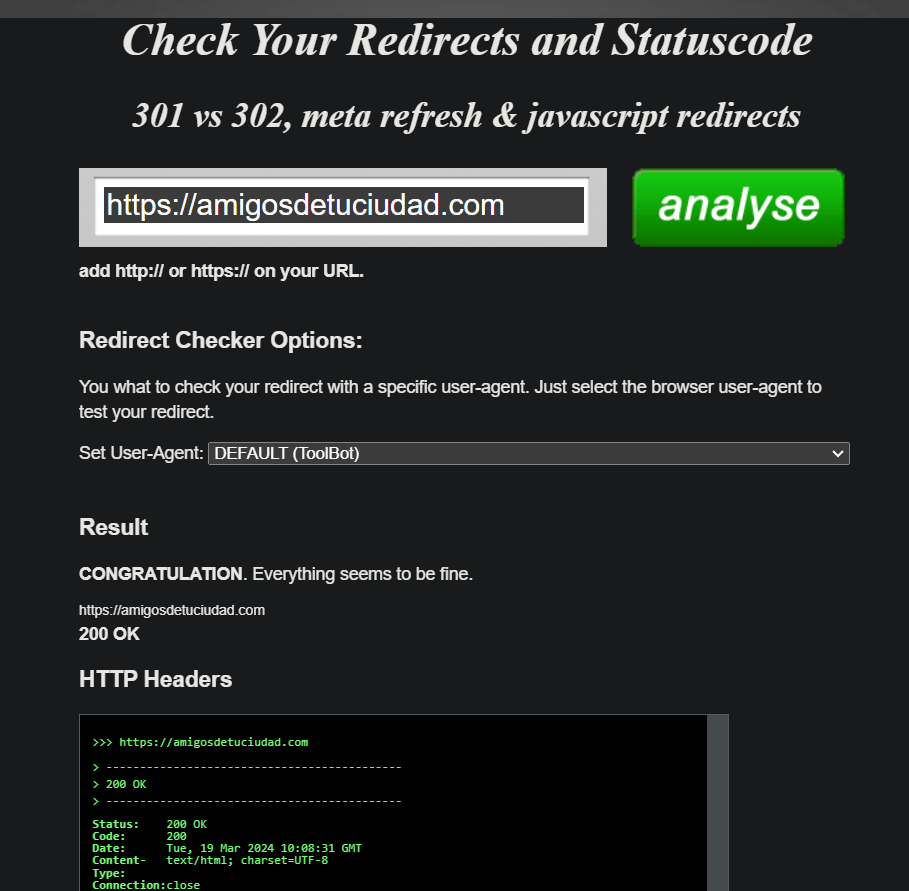 Check Your Redirects and Statuscode
301 vs 302, meta refresh & javascript redirects
https://amigosdetuciudad.com
analyse
add http:// or https:// on your URL.
Redirect Checker Options:
You what to check your redirect with a specific user-agent. Just select the browser user-agent to
test your redirect.
Set User-Agent: DEFAULT (ToolBot)
Result
CONGRATULATION. Everything seems to be fine.
https://amigosdetuciudad.com
200 OK
HTTP Headers
>>> https://amigosdetuciudad.com
> --------------------------------------------
> 200 OK
> --------------------------------------------
Status: 200 OK
Code: 200
Date: Tue, 19 Mar 2024 10:08:31 GMT
Content- text/html; charset=UTF-8
Type:
Connection:close